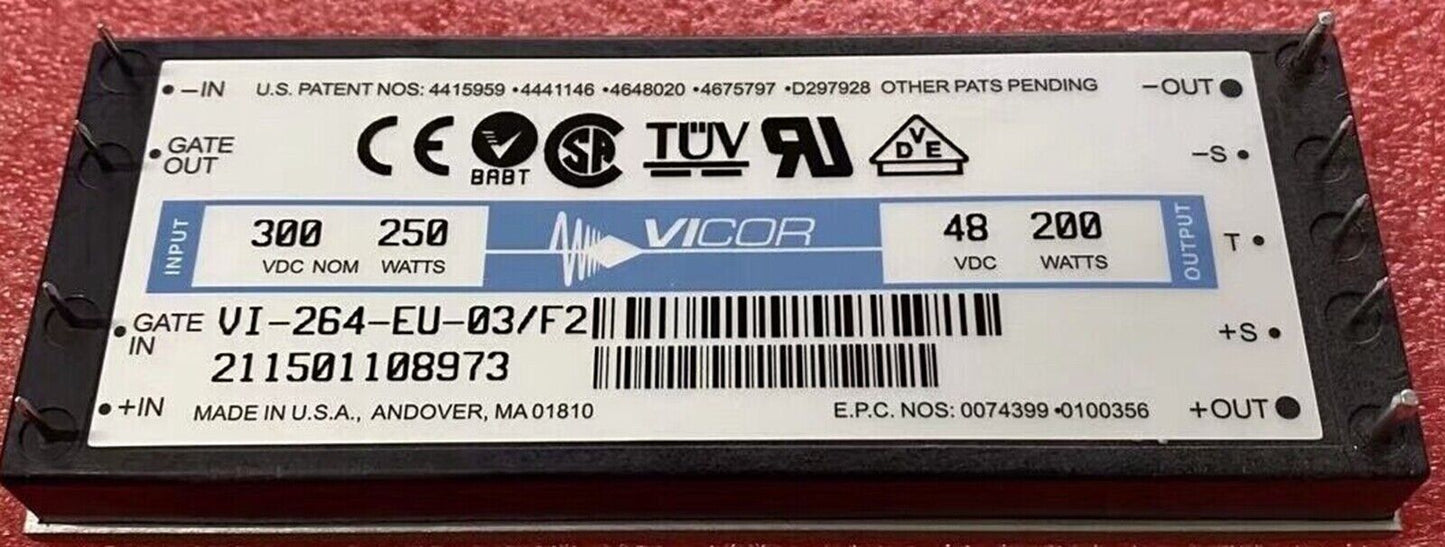 −IN U.S. PATENT NOS: 4415959 •4441146 •4648020 •4675797 •D297928 OTHER PATS PENDING −OUT
GATE OUT
CE BABT SA TÜV RU VDE
−S
INPUT
300 250 VICOR 48 200
VDC NOM WATTS VDC WATTS
OUTPUT
T
GATE IN
VI-264-EU-03/F2
+S
211501108973
+IN MADE IN U.S.A., ANDOVER, MA 01810 E.P.C. NOS: 0074399 •0100356 +OUT